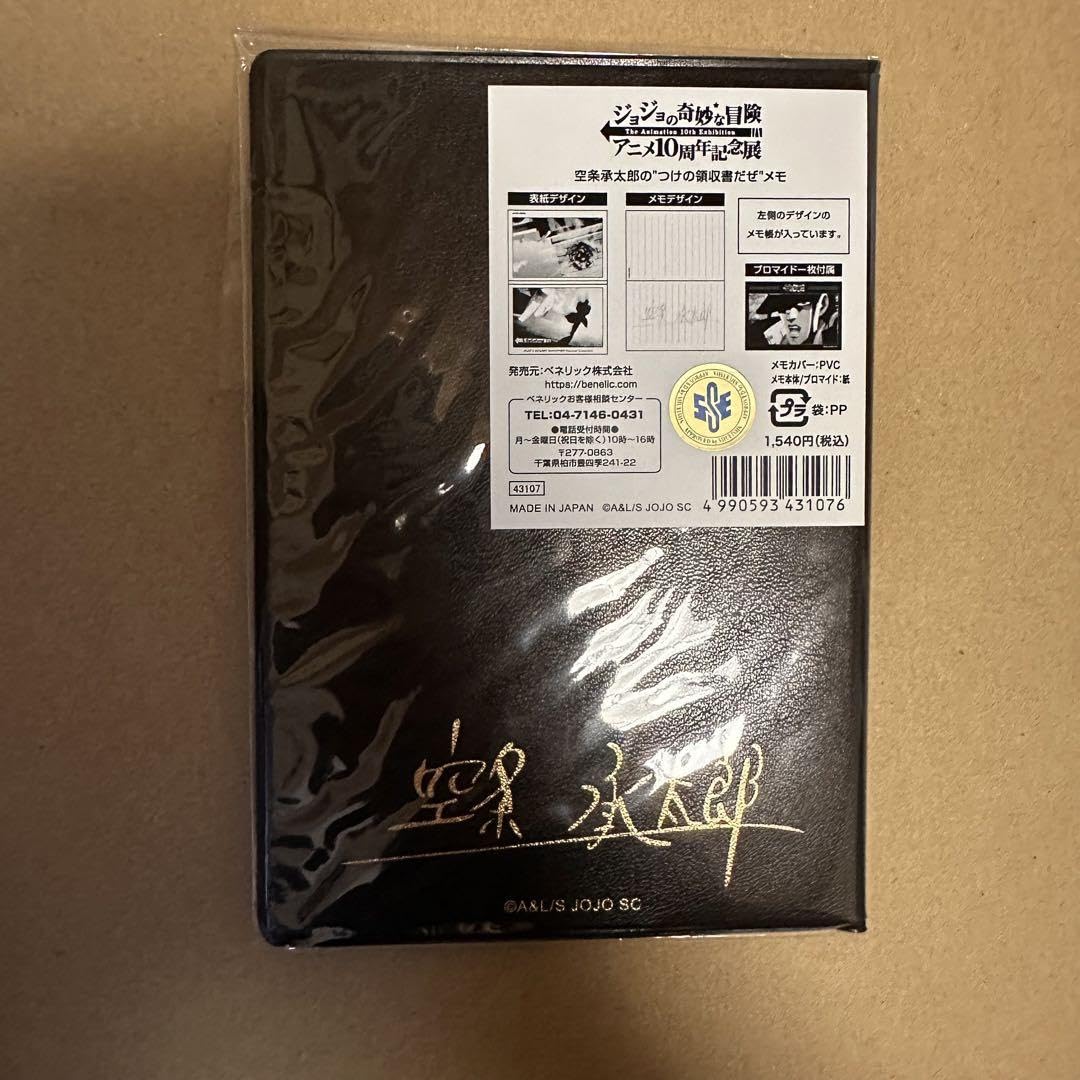 ジョジョの奇妙な冒険
The Animation 10th Exhibition
アニメ10周年記念展
空条承太郎の"つけの領収書だぜ"メモ
表紙デザイン
メモデザイン
左側のデザインの
メモ帳が入っています。
ブロマイド一枚付属
空条 承太郎
発売元:ベネリック株式会社
https://benelic.com
ベネリックお客様相談センター
TEL:04-7146-0431
●電話受付時間●
月~金曜日(祝日を除く)10時~16時
〒277-0863
千葉県柏市豊四季241-22
メモカバー:PVC
メモ本体/ブロマイド:紙
SSE
プラ 袋:PP
1,540円(税込)
43107
MADE IN JAPAN ©A&L/S JOJO SC
4 990593 431076
空条 承太郎
©A&L/S JOJO SC